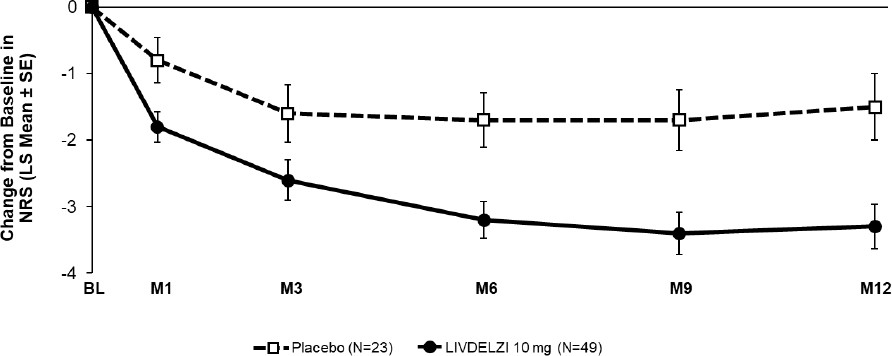 Change from Baseline in
NRS (LS Mean ± SE)
0
-1
-2
-3
-4
BL M1 M3 M6 M9 M12
Placebo (N=23) LIVDELZI 10 mg (N=49)